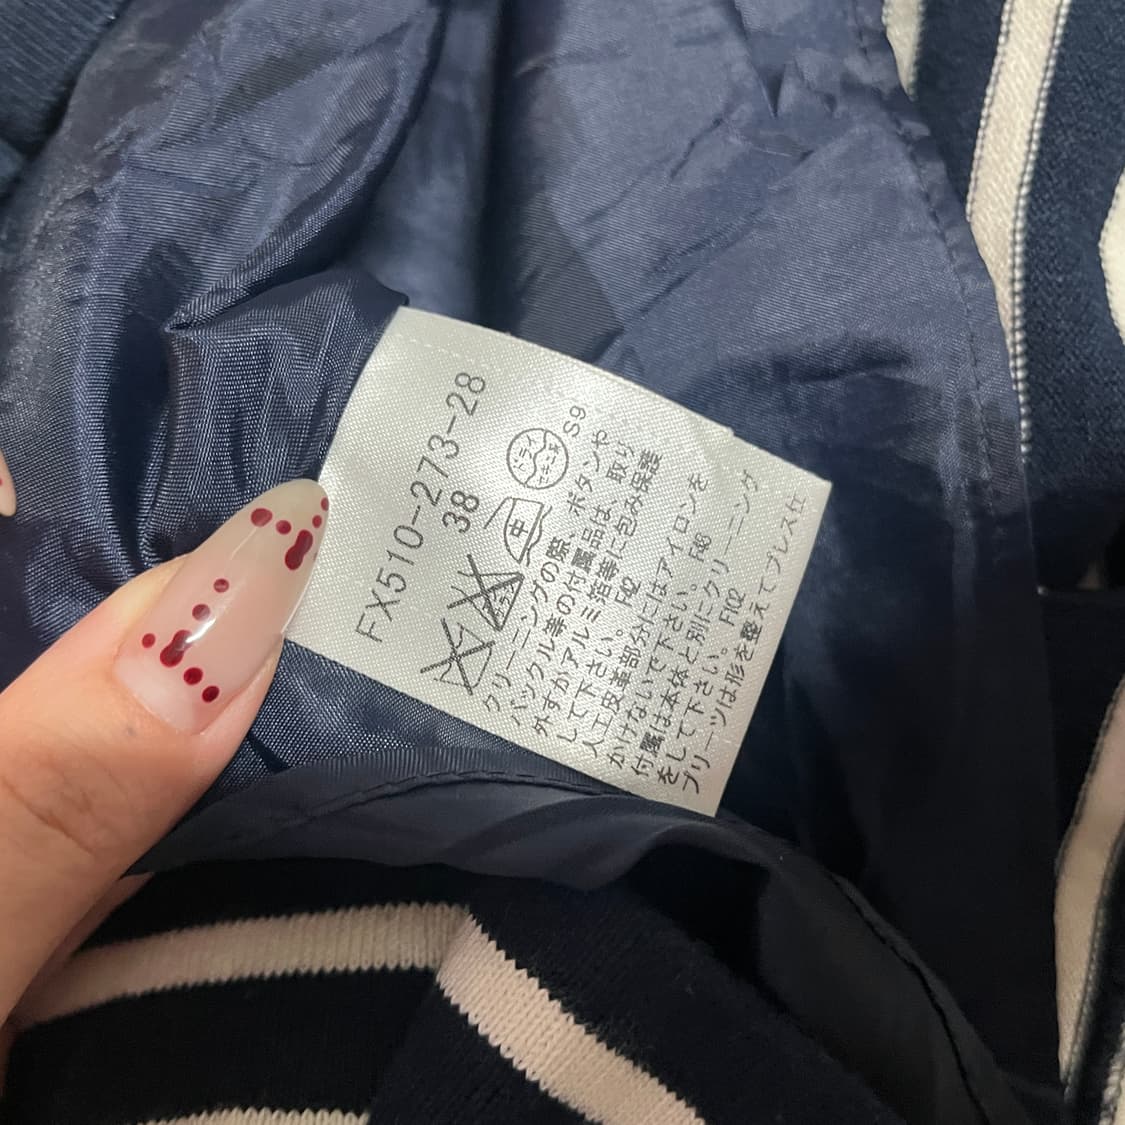 FX510-273-28
38
中
ドライ
セキユ系
S9
クリーニングの際、ボタンや
バックル等の付属品は、取り
外すかアルミ箔等に包み保護
して下さい。 F42
人工皮革部分にはアイロンを
かけないで下さい。 F46
付属は本体と別にクリーニング
をして下さい。 F102
プリーツは形を整えてプレス仕